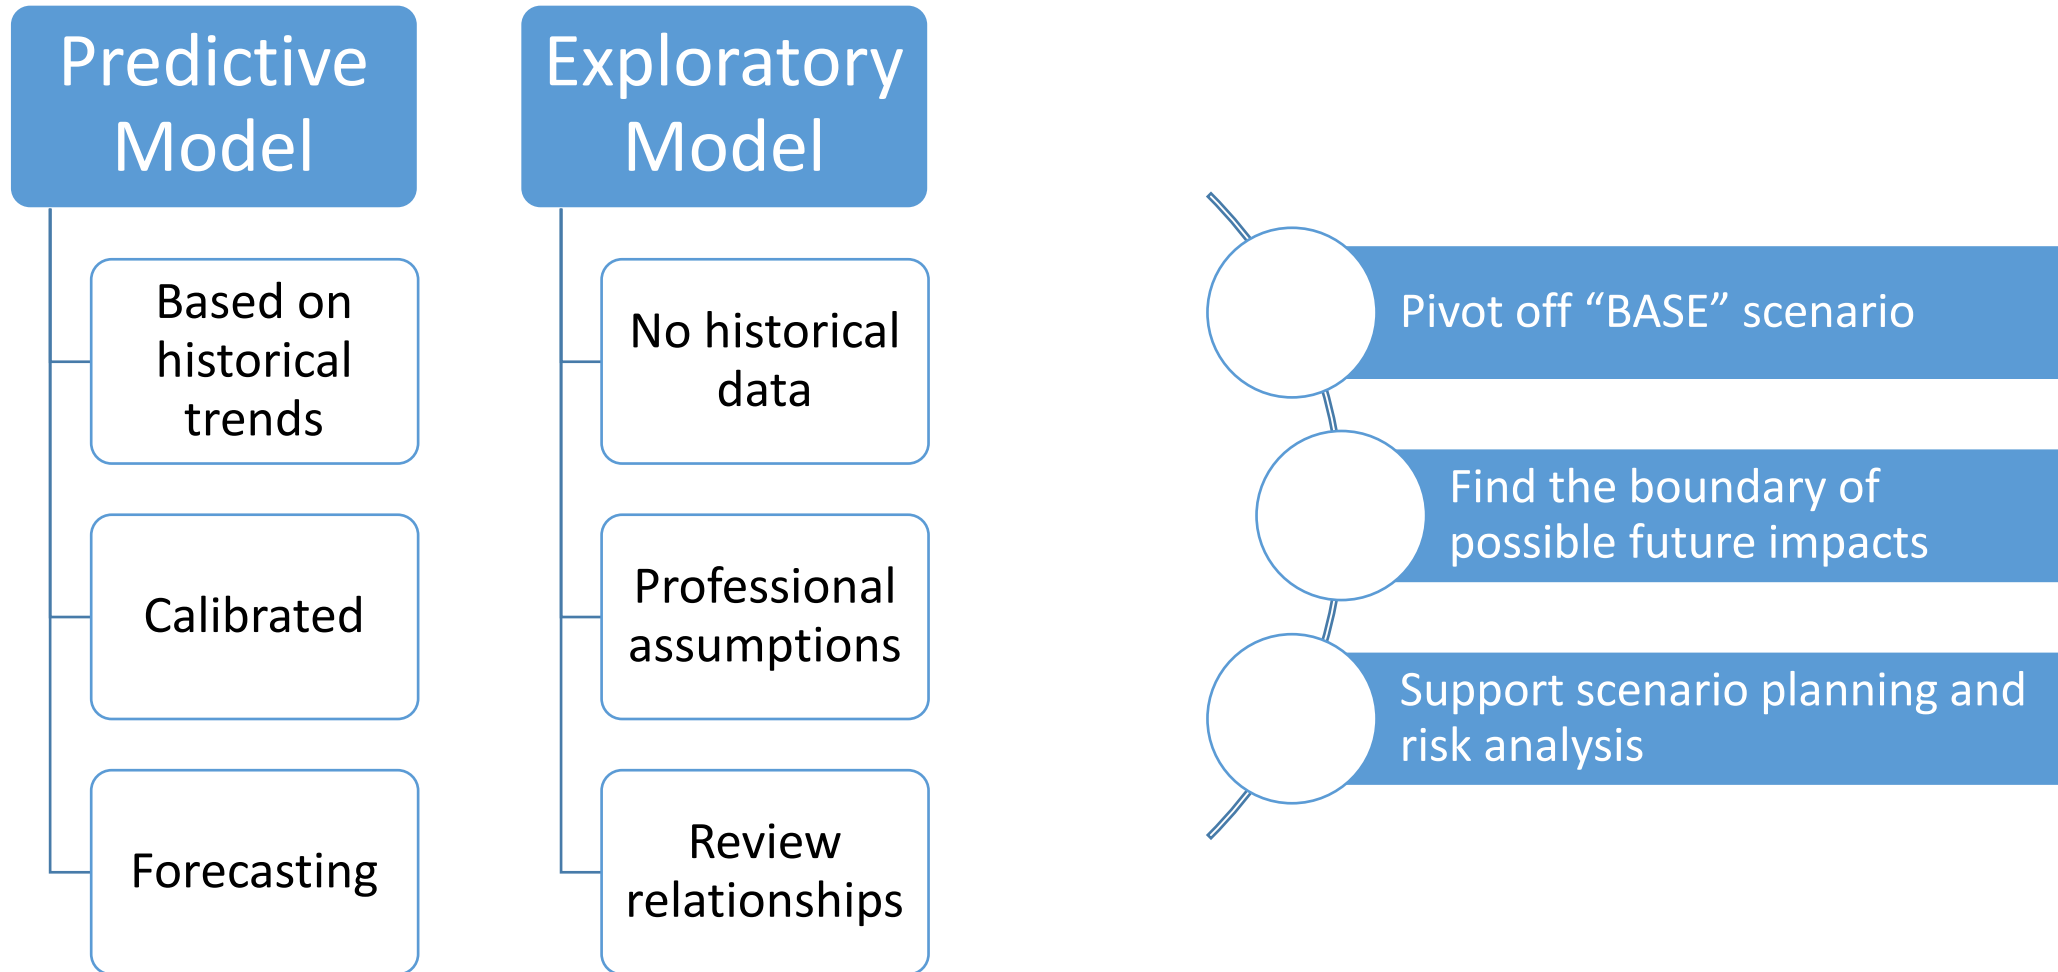 Predictive
Model
Based on
historical
trends
Calibrated
Forecasting
Exploratory
Model
No historical
data
Professional
assumptions
Review
relationships
Pivot off “BASE” scenario
Find the boundary of
possible future impacts
Support scenario planning and
risk analysis